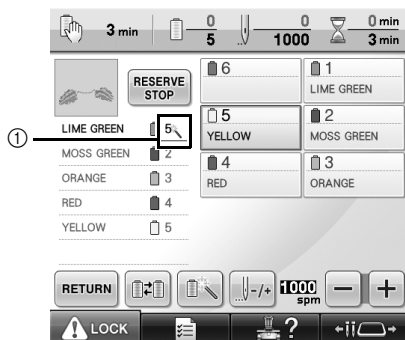 3 min
0
5
0
1000
0 min
3 min
RESERVE
STOP
①
LIME GREEN 5
MOSS GREEN 2
ORANGE 3
RED 4
YELLOW 5
6
1
LIME GREEN
5
YELLOW
2
MOSS GREEN
4
RED
3
ORANGE
RETURN
-/+
1000
spm
−
+
LOCK
?